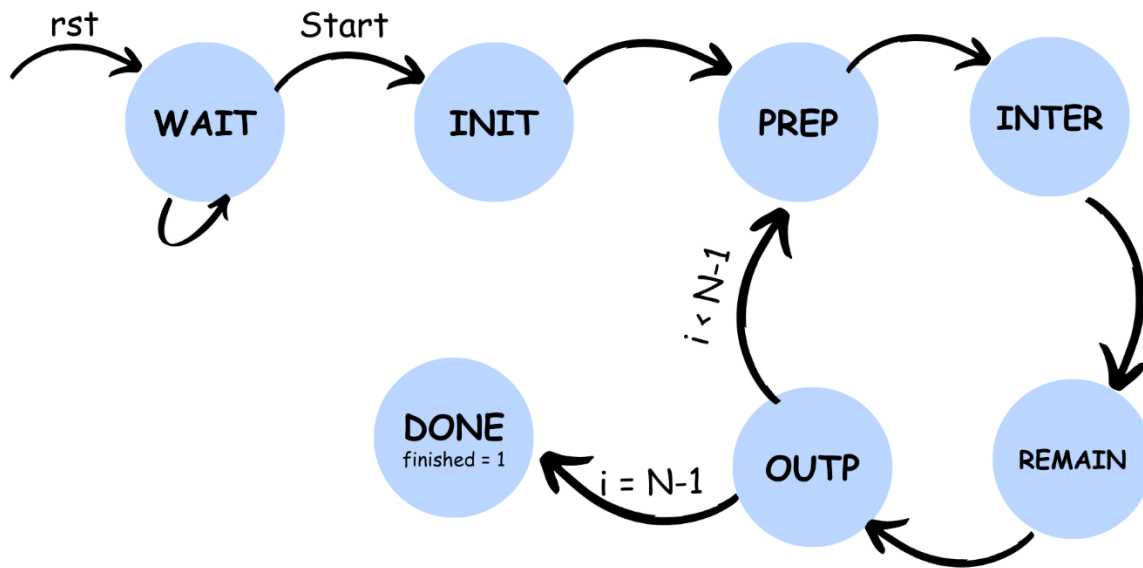 rst
Start
WAIT
INIT
PREP
INTER
i < N-1
DONE
finished = 1
i = N-1
OUTP
REMAIN